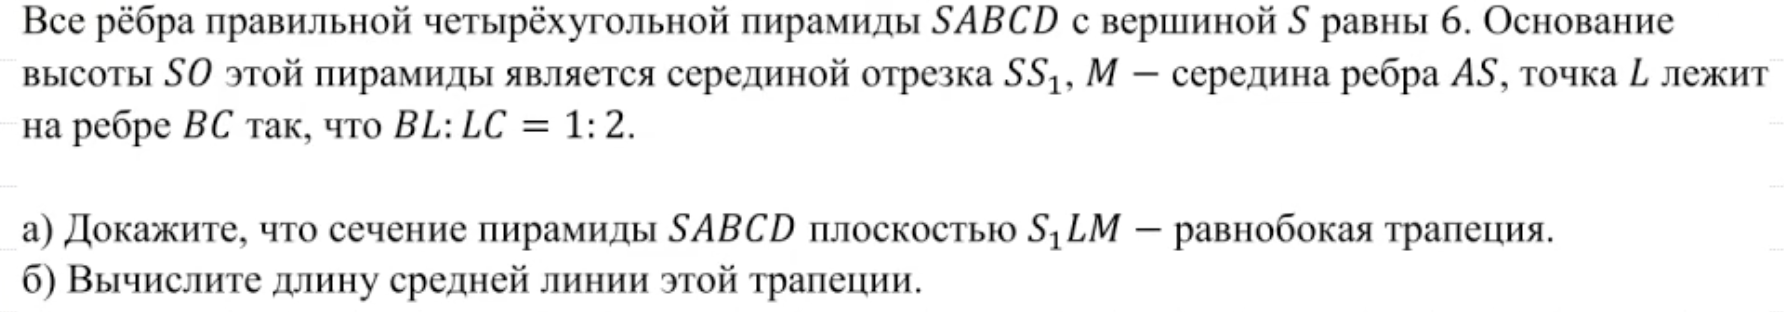 Все рёбра правильной четырёхугольной пирамиды SABCD с вершиной S равны 6. Основание
высоты SO этой пирамиды является серединой отрезка SS₁, M – середина ребра AS, точка L лежит
на ребре BC так, что BL: LC = 1: 2.
а) Докажите, что сечение пирамиды SABCD плоскостью S₁LM – равнобокая трапеция.
б) Вычислите длину средней линии этой трапеции.